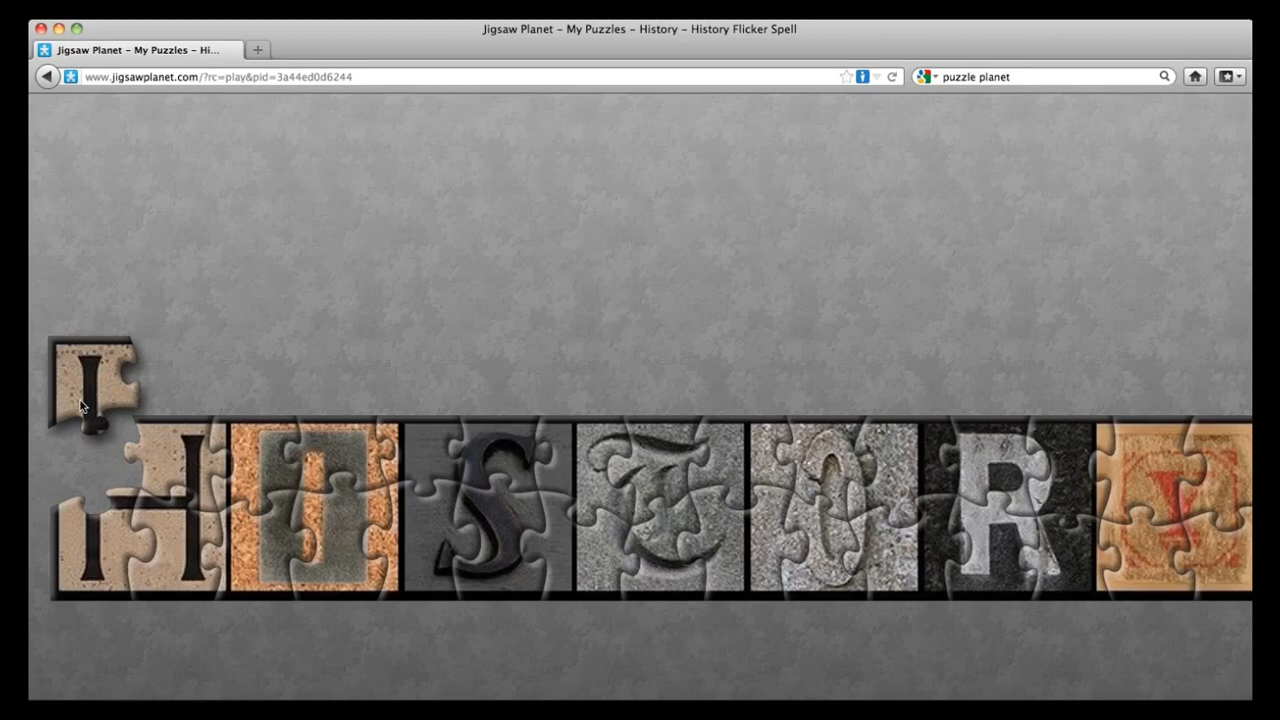 Jigsaw Planet – My Puzzles – History – History Flicker Spell
Jigsaw Planet – My Puzzles – Hi...
www.jigsawplanet.com/?rc=play&pid=3a44ed0d6244
puzzle planet
HISTORY